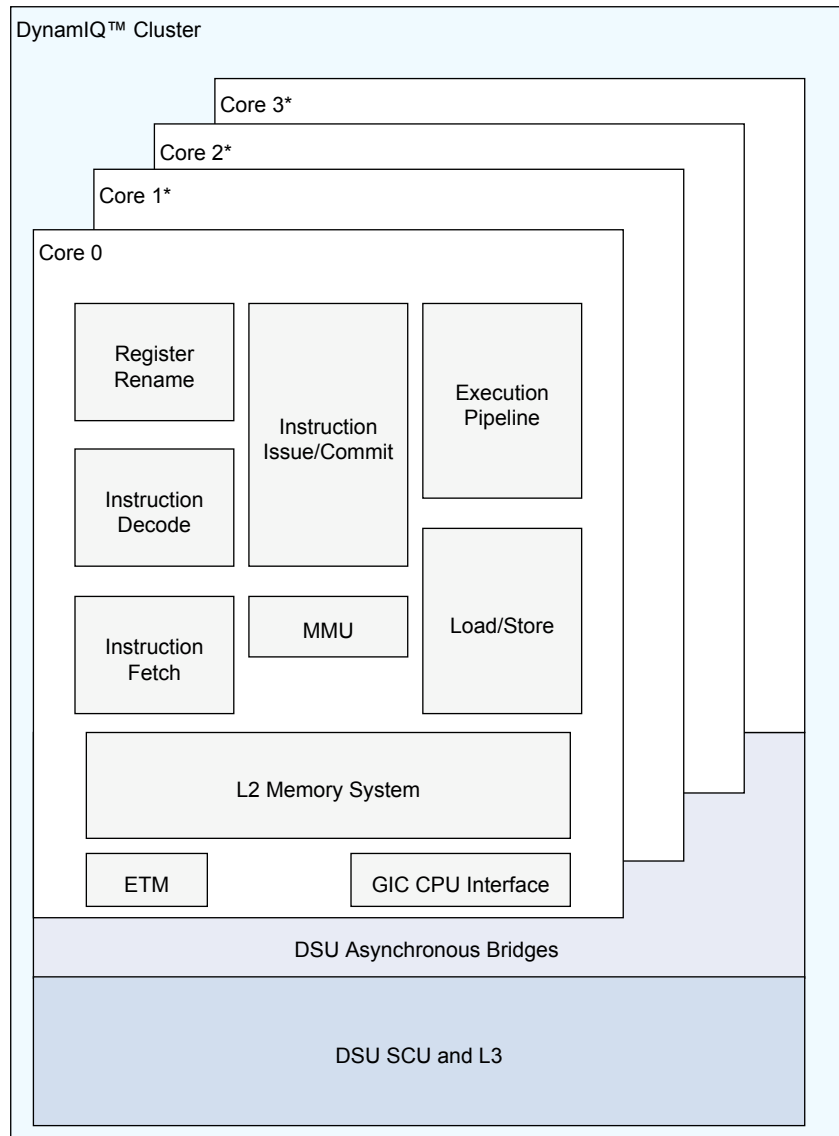 DynamIQ™ Cluster
Core 3*
Core 2*
Core 1*
Core 0
Register
Rename
Instruction
Issue/Commit
Execution
Pipeline
Instruction
Decode
Instruction
Fetch
MMU
Load/Store
L2 Memory System
ETM
GIC CPU Interface
DSU Asynchronous Bridges
DSU SCU and L3